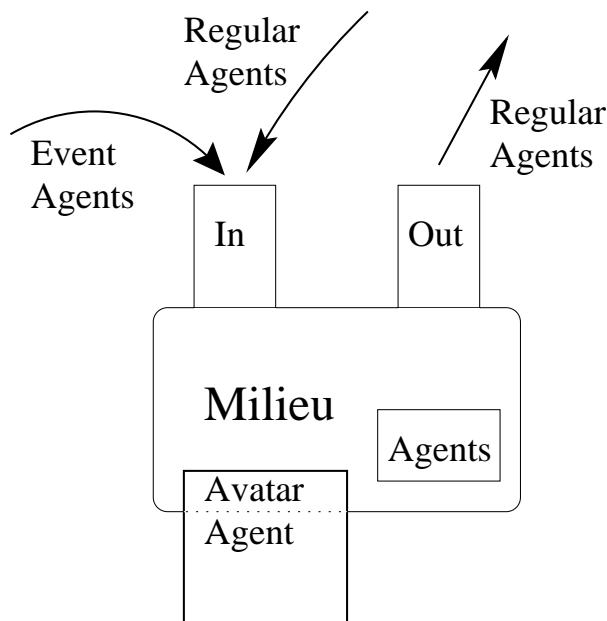 Regular
Agents
Regular
Agents
Event
Agents
In
Out
Milieu
Agents
Avatar
Agent